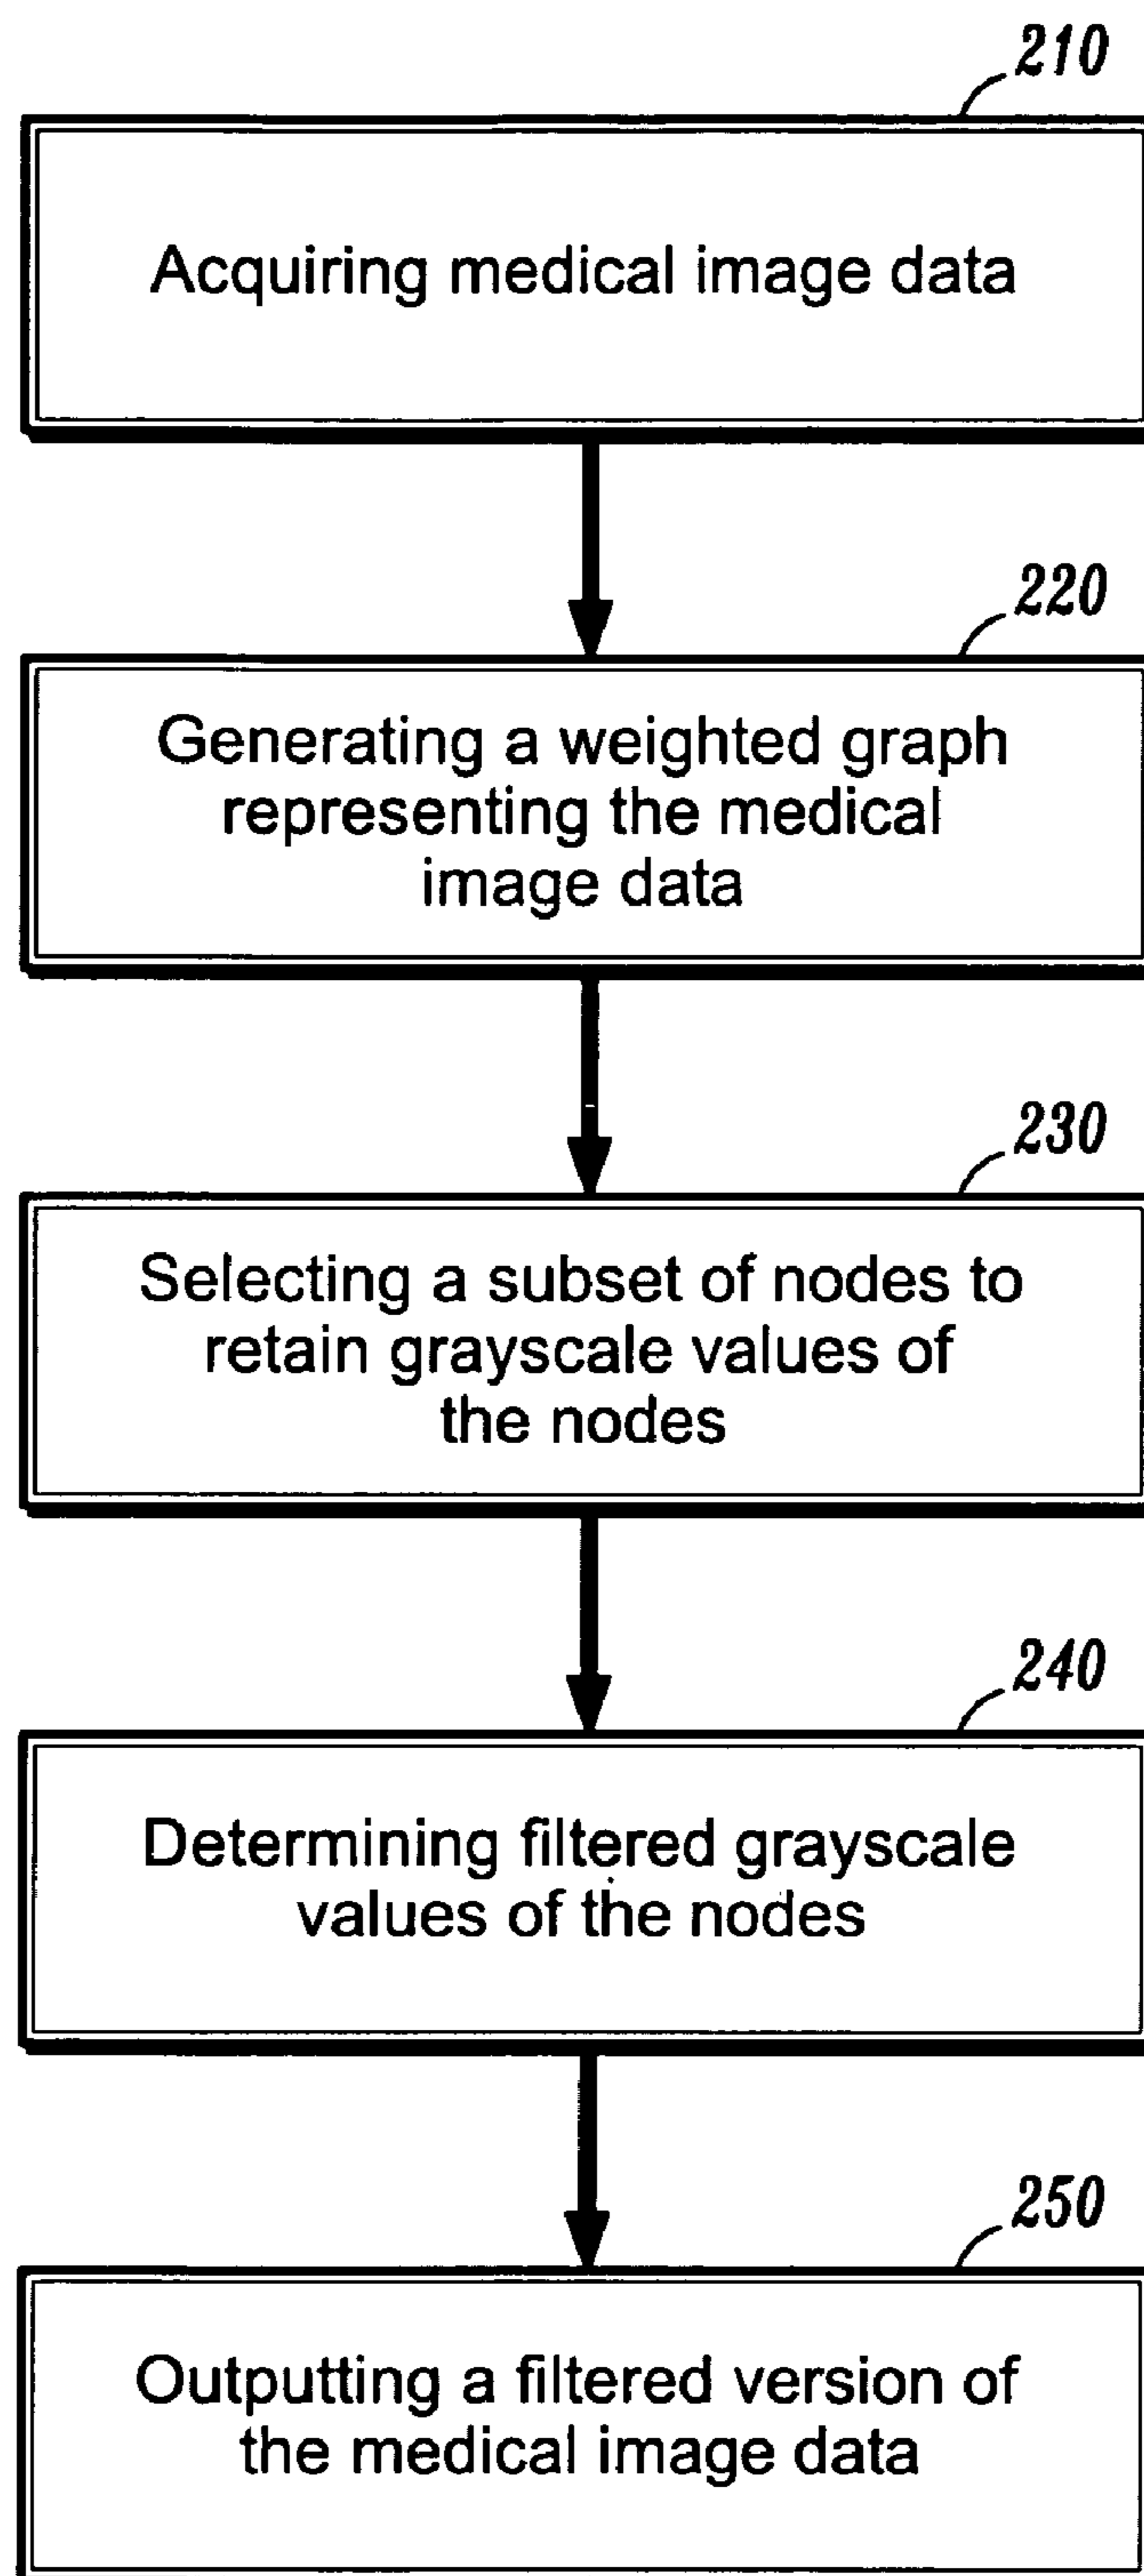 210
Acquiring medical image data
220
Generating a weighted graph
representing the medical
image data
230
Selecting a subset of nodes to
retain grayscale values of
the nodes
240
Determining filtered grayscale
values of the nodes
250
Outputting a filtered version of
the medical image data